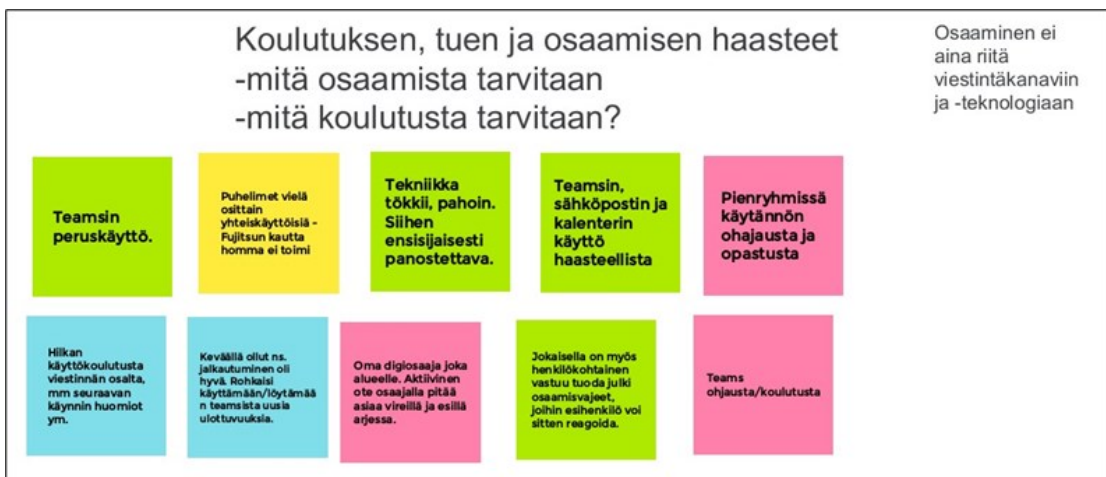 Koulutuksen, tuen ja osaamisen haasteet
-mitä osaamista tarvitaan
-mitä koulutusta tarvitaan?
Osaaminen ei
aina riitä
viestintäkanaviin
ja -teknologiaan
Teamsin
peruskäyttö.
Puhelimet vielä
osittain
yhteiskäyttöisiä -
Fujitsun kautta
homma ei toimi
Tekniikka
tökkii, pahoin.
Siihen
ensisijaisesti
panostettava.
Teamsin,
sähköpostin ja
kalenterin
käyttö
haasteellista
Pienryhmissä
käytännön
ohajausta ja
opastusta
Hilkan
käyttökoulutusta
viestinnän osalta,
mm seuraavan
käynnin huomiot
ym.
Keväällä ollut ns.
jalkautuminen oli
hyvä. Rohkaisi
käyttämään/löytämää
n teamsista uusia
ulottuvuuksia.
Oma digiosaaja joka
alueelle. Aktiivinen
ote osaajalla pitää
asiaa vireillä ja esillä
arjessa.
Jokaisella on myös
henkilökohtainen
vastuu tuoda julki
osaamisvajeet,
joihin esihenkilö voi
sitten reagoida.
Teams
ohjausta/koulutusta